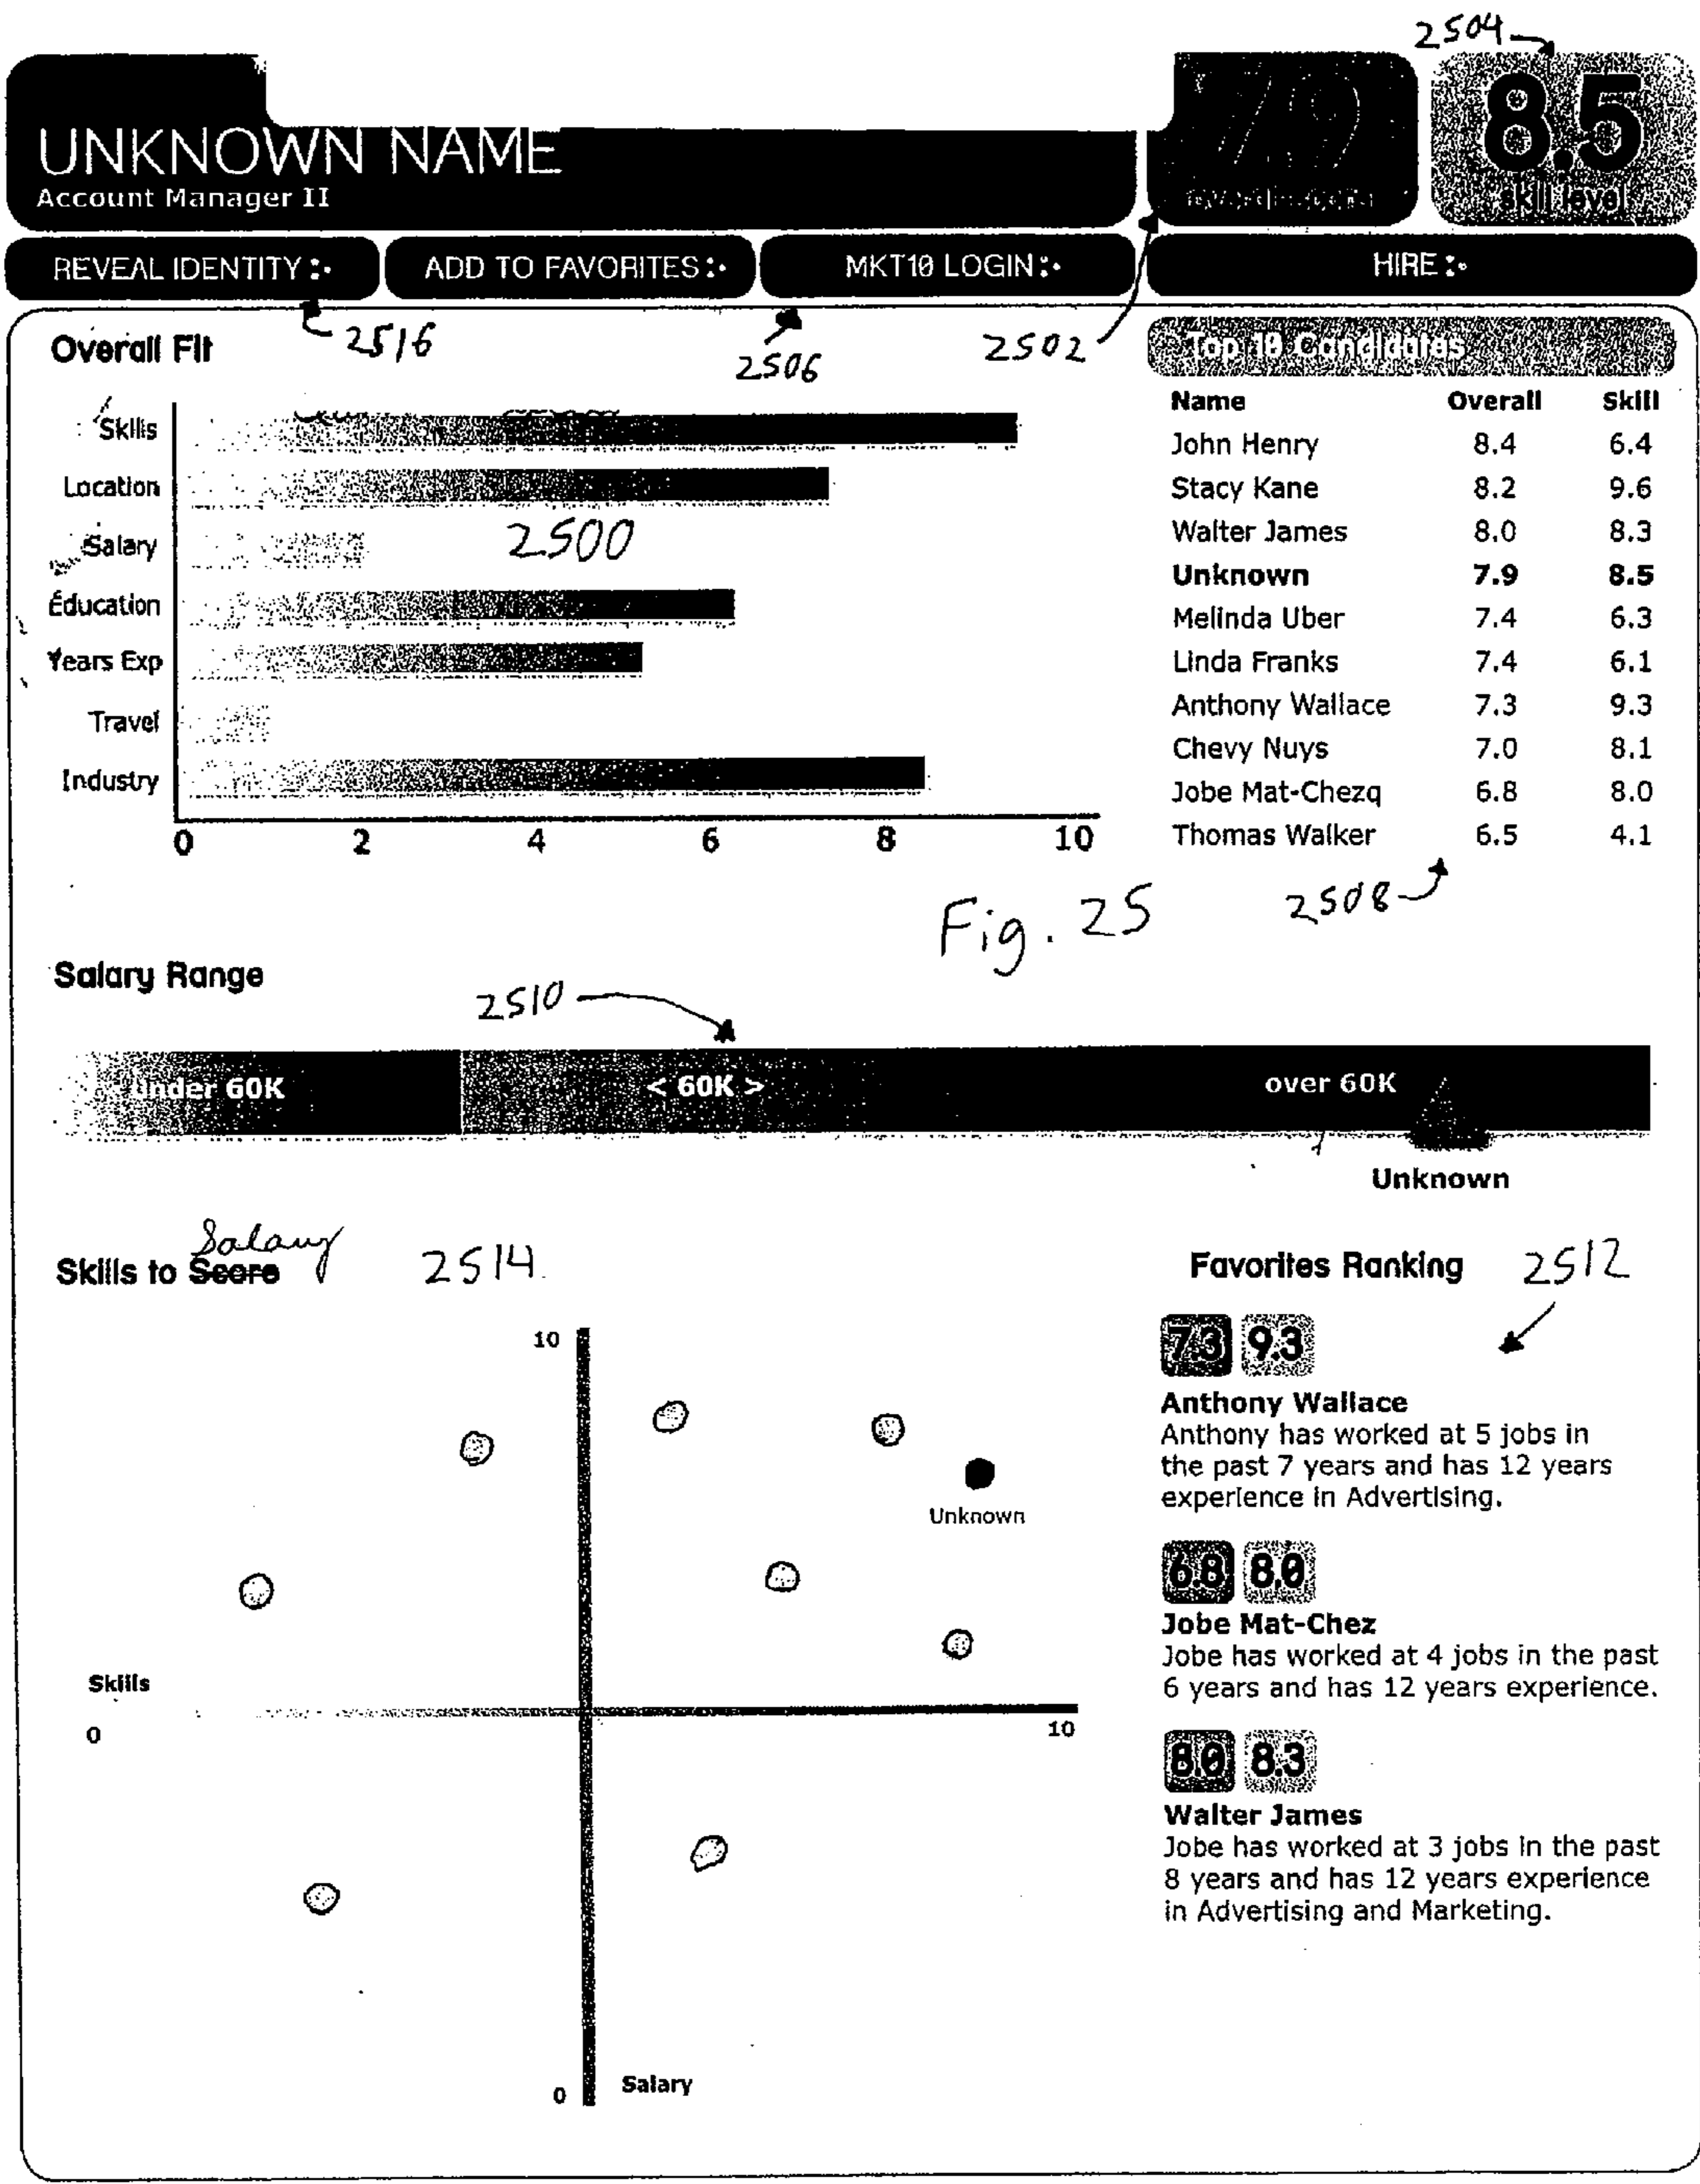 2504
UNKNOWN NAME
Account Manager II
7.9
8.5
skill level
REVEAL IDENTITY
ADD TO FAVORITES
MKT10 LOGIN
HIRE
2516
2506
2502
Overall Fit
Skills
Location
Salary
Education
Years Exp
Travel
Industry
2500
0 2 4 6 8 10
Top 10 Candidates
Name Overall Skill
John Henry 8.4 6.4
Stacy Kane 8.2 9.6
Walter James 8.0 8.3
Unknown 7.9 8.5
Melinda Uber 7.4 6.3
Linda Franks 7.4 6.1
Anthony Wallace 7.3 9.3
Chevy Nuys 7.0 8.1
Jobe Mat-Chezq 6.8 8.0
Thomas Walker 6.5 4.1
2508
Fig. 25
Salary Range
2510
under 60K
< 60K >
over 60K
Unknown
Salary
Skills to Score
2514
10
Unknown
Skills
0
10
0
Salary
Favorites Ranking
2512
7.3 9.3
Anthony Wallace
Anthony has worked at 5 jobs in
the past 7 years and has 12 years
experience in Advertising.
6.8 8.0
Jobe Mat-Chez
Jobe has worked at 4 jobs in the past
6 years and has 12 years experience.
8.0 8.3
Walter James
Jobe has worked at 3 jobs in the past
8 years and has 12 years experience
in Advertising and Marketing.